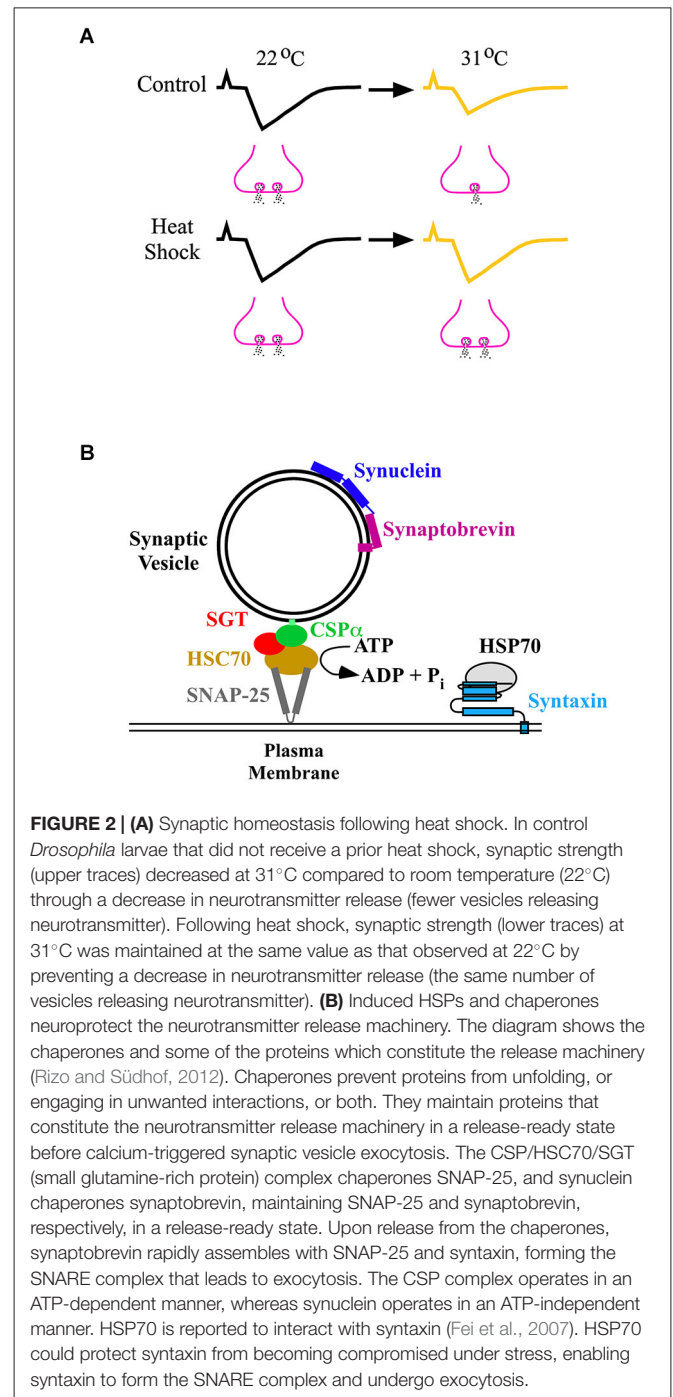 A
22 °C
31 °C
Control
Heat
Shock
B
Synuclein
Synaptobrevin
Synaptic
Vesicle
SGT
CSPα
ATP
HSC70
HSP70
ADP + Pi
SNAP-25
Syntaxin
Plasma
Membrane
FIGURE 2 | (A) Synaptic homeostasis following heat shock. In control
Drosophila larvae that did not receive a prior heat shock, synaptic strength
(upper traces) decreased at 31°C compared to room temperature (22°C)
through a decrease in neurotransmitter release (fewer vesicles releasing
neurotransmitter). Following heat shock, synaptic strength (lower traces) at
31°C was maintained at the same value as that observed at 22°C by
preventing a decrease in neurotransmitter release (the same number of
vesicles releasing neurotransmitter). (B) Induced HSPs and chaperones
neuroprotect the neurotransmitter release machinery. The diagram shows the
chaperones and some of the proteins which constitute the release machinery
(Rizo and Südhof, 2012). Chaperones prevent proteins from unfolding, or
engaging in unwanted interactions, or both. They maintain proteins that
constitute the neurotransmitter release machinery in a release-ready state
before calcium-triggered synaptic vesicle exocytosis. The CSP/HSC70/SGT
(small glutamine-rich protein) complex chaperones SNAP-25, and synuclein
chaperones synaptobrevin, maintaining SNAP-25 and synaptobrevin,
respectively, in a release-ready state. Upon release from the chaperones,
synaptobrevin rapidly assembles with SNAP-25 and syntaxin, forming the
SNARE complex that leads to exocytosis. The CSP complex operates in an
ATP-dependent manner, whereas synuclein operates in an ATP-independent
manner. HSP70 is reported to interact with syntaxin (Fei et al., 2007). HSP70
could protect syntaxin from becoming compromised under stress, enabling
syntaxin to form the SNARE complex and undergo exocytosis.